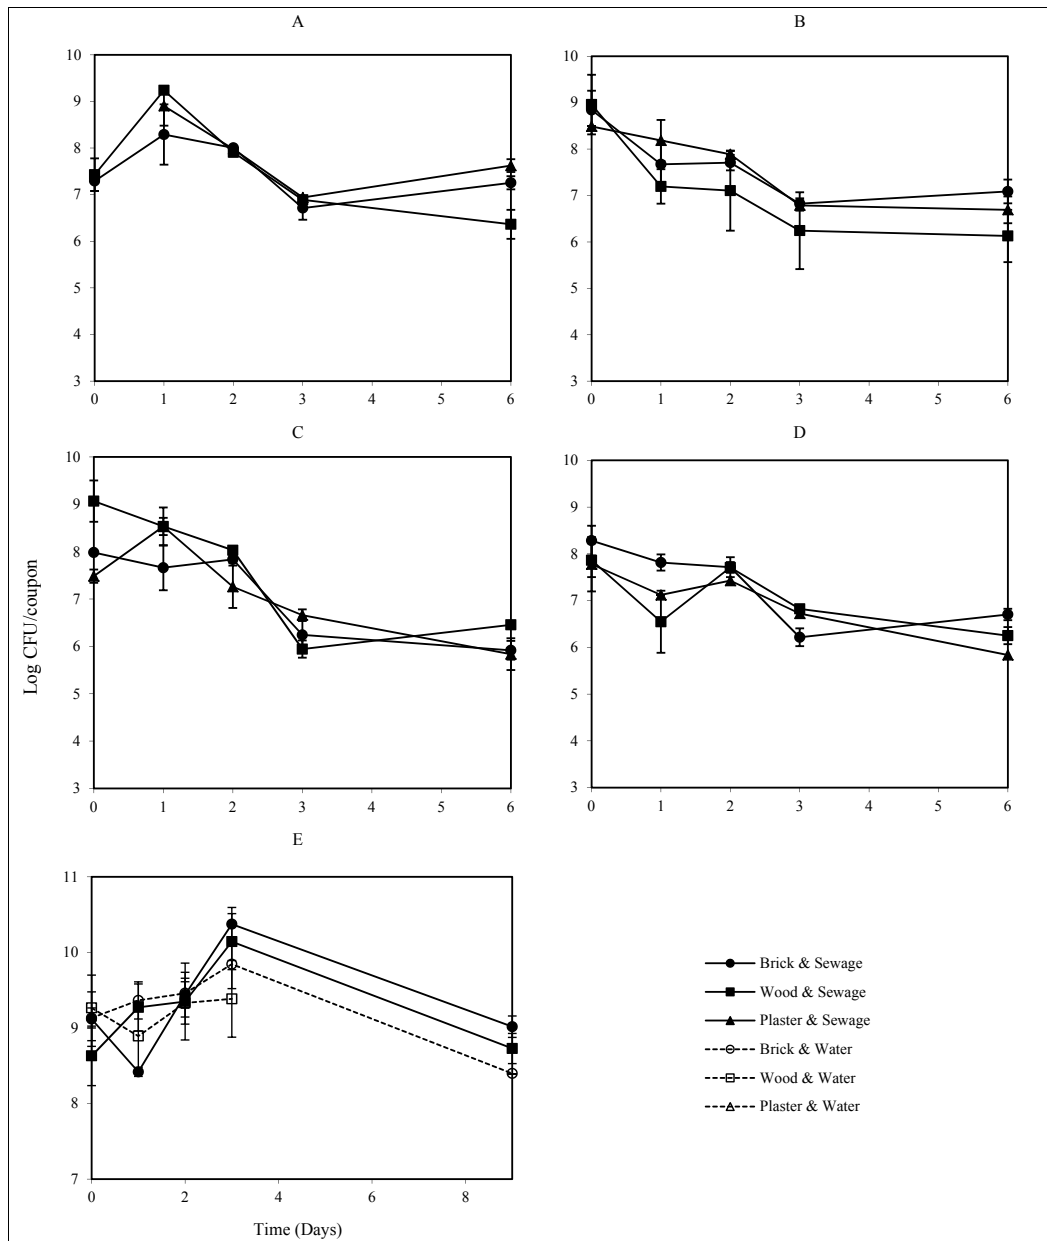 A
10
9
8
7
6
5
4
3
0 1 2 3 4 5 6
B
10
9
8
7
6
5
4
3
0 1 2 3 4 5 6
C
10
9
8
7
6
5
4
3
0 1 2 3 4 5 6
D
10
9
8
7
6
5
4
3
0 1 2 3 4 5 6
Log CFU/coupon
E
11
10
9
8
7
0 2 4 6 8
Time (Days)
Brick & Sewage
Wood & Sewage
Plaster & Sewage
Brick & Water
Wood & Water
Plaster & Water